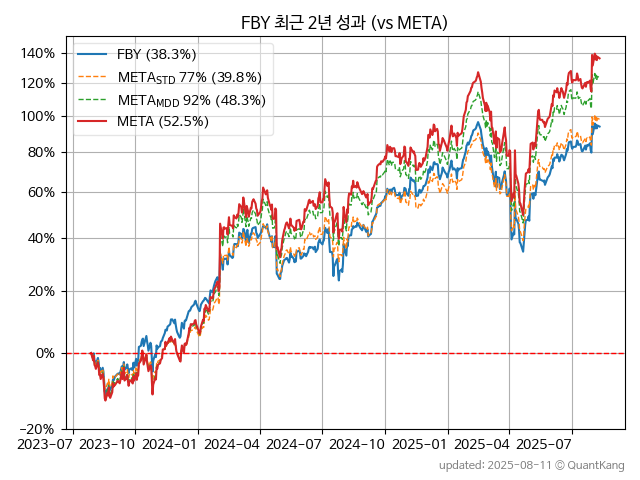 FBY 최근 2년 성과 (vs META)
FBY (38.3%)
METASTD 77% (39.8%)
METAMDD 92% (48.3%)
META (52.5%)
140%
120%
100%
80%
60%
40%
20%
0%
−20%
2023-07 2023-10 2024-01 2024-04 2024-07 2024-10 2025-01 2025-04 2025-07
updated: 2025-08-11 © QuantKang